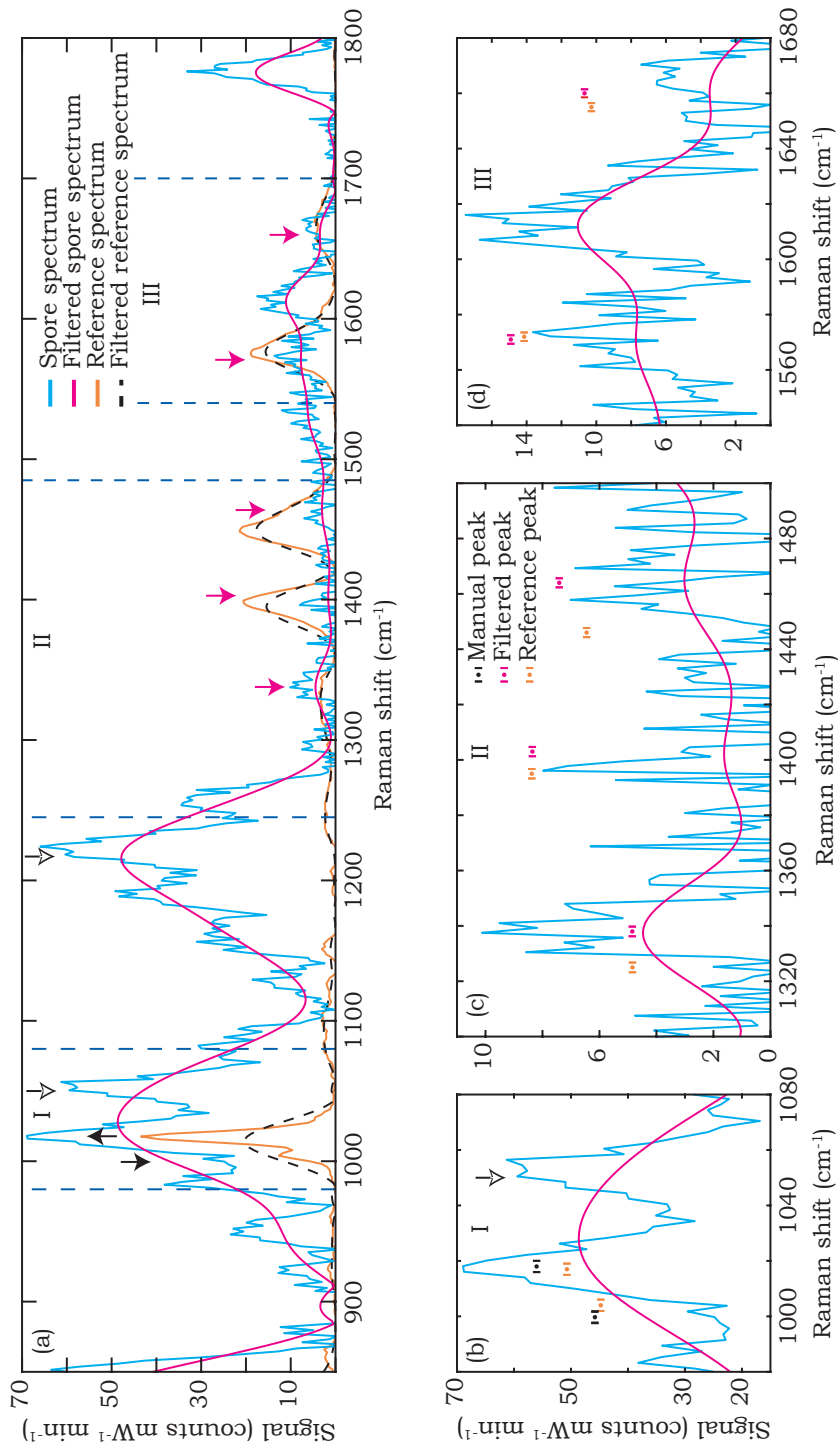 (a)
I
II
III
Spore spectrum
Filtered spore spectrum
Reference spectrum
Filtered reference spectrum
70
50
30
10
Signal (counts mW⁻¹ min⁻¹)
900 1000 1100 1200 1300 1400 1500 1600 1700 1800
Raman shift (cm⁻¹)
(b)
I
70
50
30
Signal (counts mW⁻¹ min⁻¹)
1000 1040 1080
Raman shift (cm⁻¹)
(c)
II
Manual peak
Filtered peak
Reference peak
10
6
2
0
1320 1360 1400 1440 1480
Raman shift (cm⁻¹)
(d)
III
14
10
6
2
1560 1600 1640 1680
Raman shift (cm⁻¹)